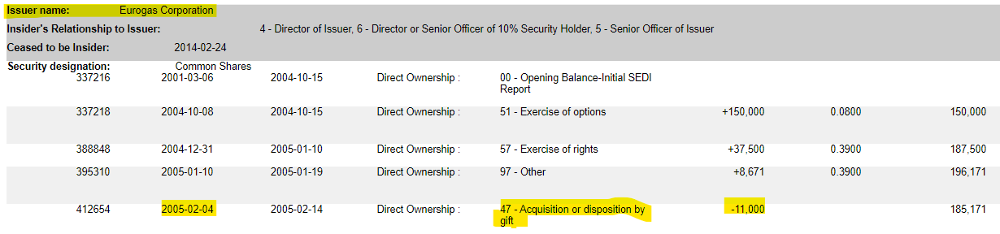 Issuer name: Eurogas Corporation
Insider's Relationship to Issuer: 4 - Director of Issuer, 6 - Director or Senior Officer of 10% Security Holder, 5 - Senior Officer of Issuer
Ceased to be Insider: 2014-02-24
Security designation: Common Shares
337216 2001-03-06 2004-10-15 Direct Ownership : 00 - Opening Balance-Initial SEDI
Report
337218 2004-10-08 2004-10-15 Direct Ownership : 51 - Exercise of options +150,000 0.0800 150,000
388848 2004-12-31 2005-01-10 Direct Ownership : 57 - Exercise of rights +37,500 0.3900 187,500
395310 2005-01-10 2005-01-19 Direct Ownership : 97 - Other +8,671 0.3900 196,171
412654 2005-02-04 2005-02-14 Direct Ownership : 47 - Acquisition or disposition by -11,000 185,171
gift